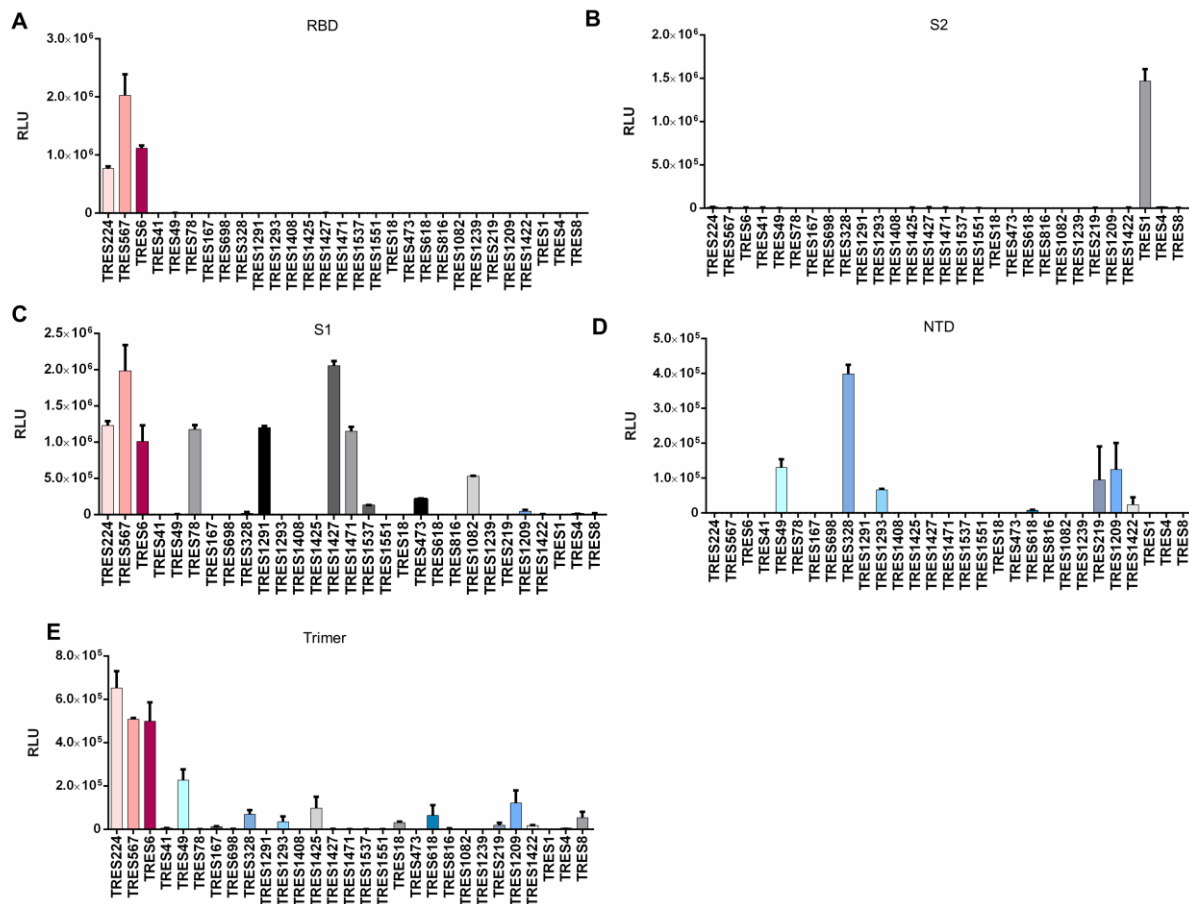 A
RBD
3.0×10⁶
2.0×10⁶
1.0×10⁶
0
RLU
TRES224
TRES567
TRES6
TRES41
TRES49
TRES78
TRES167
TRES698
TRES328
TRES1291
TRES1293
TRES1408
TRES1425
TRES1427
TRES1471
TRES1537
TRES1551
TRES18
TRES473
TRES618
TRES816
TRES1082
TRES1239
TRES219
TRES1209
TRES1422
TRES1
TRES4
TRES8
B
S2
2.0×10⁶
1.5×10⁶
1.0×10⁶
5.0×10⁵
0
RLU
TRES224
TRES567
TRES6
TRES41
TRES49
TRES78
TRES167
TRES698
TRES328
TRES1291
TRES1293
TRES1408
TRES1425
TRES1427
TRES1471
TRES1537
TRES1551
TRES18
TRES473
TRES618
TRES816
TRES1082
TRES1239
TRES219
TRES1209
TRES1422
TRES1
TRES4
TRES8
C
S1
2.5×10⁶
2.0×10⁶
1.5×10⁶
1.0×10⁶
5.0×10⁵
0
RLU
TRES224
TRES567
TRES6
TRES41
TRES49
TRES78
TRES167
TRES698
TRES328
TRES1291
TRES1293
TRES1408
TRES1425
TRES1427
TRES1471
TRES1537
TRES1551
TRES18
TRES473
TRES618
TRES816
TRES1082
TRES1239
TRES219
TRES1209
TRES1422
TRES1
TRES4
TRES8
D
NTD
5.0×10⁵
4.0×10⁵
3.0×10⁵
2.0×10⁵
1.0×10⁵
0
RLU
TRES224
TRES567
TRES6
TRES41
TRES49
TRES78
TRES167
TRES698
TRES328
TRES1291
TRES1293
TRES1408
TRES1425
TRES1427
TRES1471
TRES1537
TRES1551
TRES18
TRES473
TRES618
TRES816
TRES1082
TRES1239
TRES219
TRES1209
TRES1422
TRES1
TRES4
TRES8
E
Trimer
8.0×10⁵
6.0×10⁵
4.0×10⁵
2.0×10⁵
0
RLU
TRES224
TRES567
TRES6
TRES41
TRES49
TRES78
TRES167
TRES698
TRES328
TRES1291
TRES1293
TRES1408
TRES1425
TRES1427
TRES1471
TRES1537
TRES1551
TRES18
TRES473
TRES618
TRES816
TRES1082
TRES1239
TRES219
TRES1209
TRES1422
TRES1
TRES4
TRES8